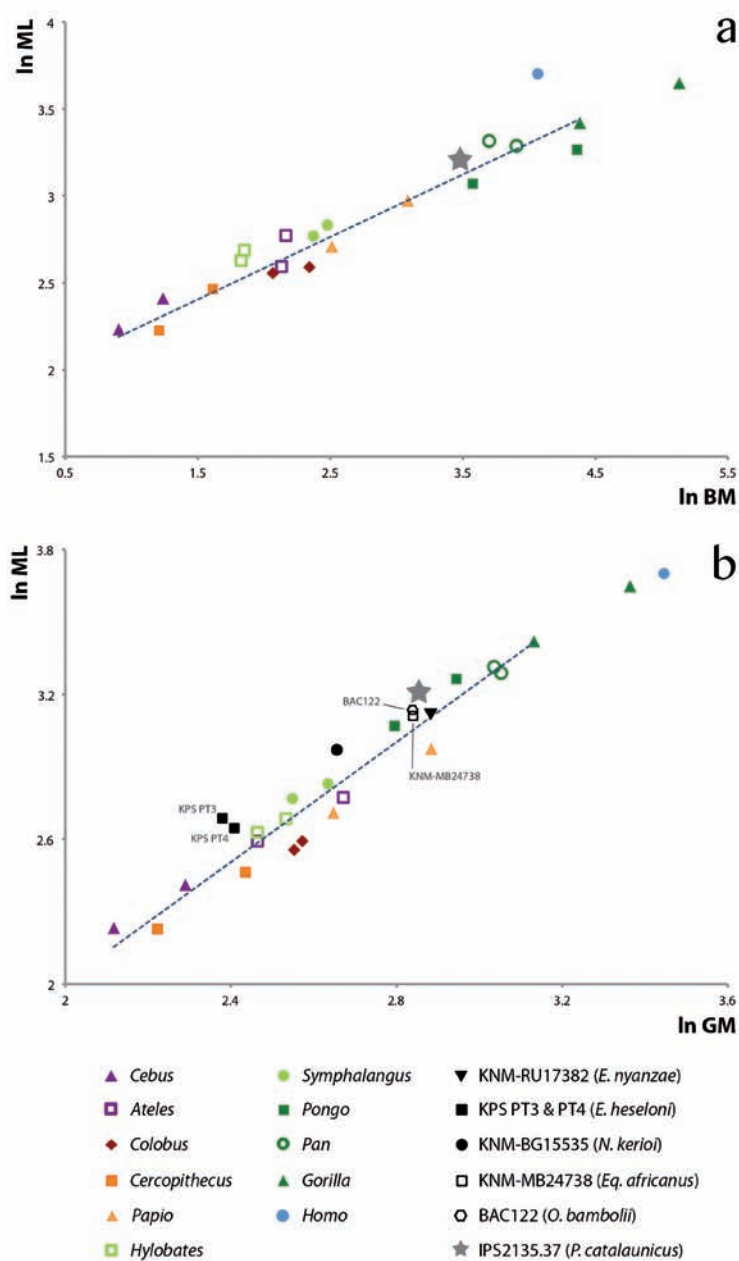 a
ln ML
4
3.5
3
2.5
2
1.5
0.5
1.5
2.5
3.5
4.5
5.5
ln BM
b
ln ML
3.8
3.2
2.6
2
BAC122
KNM-MB24738
KPS PT3
KPS PT4
2
2.4
2.8
3.2
3.6
ln GM
Cebus
Symphalangus
KNM-RU17382 (E. nyanzae)
Ateles
Pongo
KPS PT3 & PT4 (E. heseloni)
Colobus
Pan
KNM-BG15535 (N. kerioi)
Cercopithecus
Gorilla
KNM-MB24738 (Eq. africanus)
Papio
Homo
BAC122 (O. bambolii)
Hylobates
IPS2135.37 (P. catalaunicus)